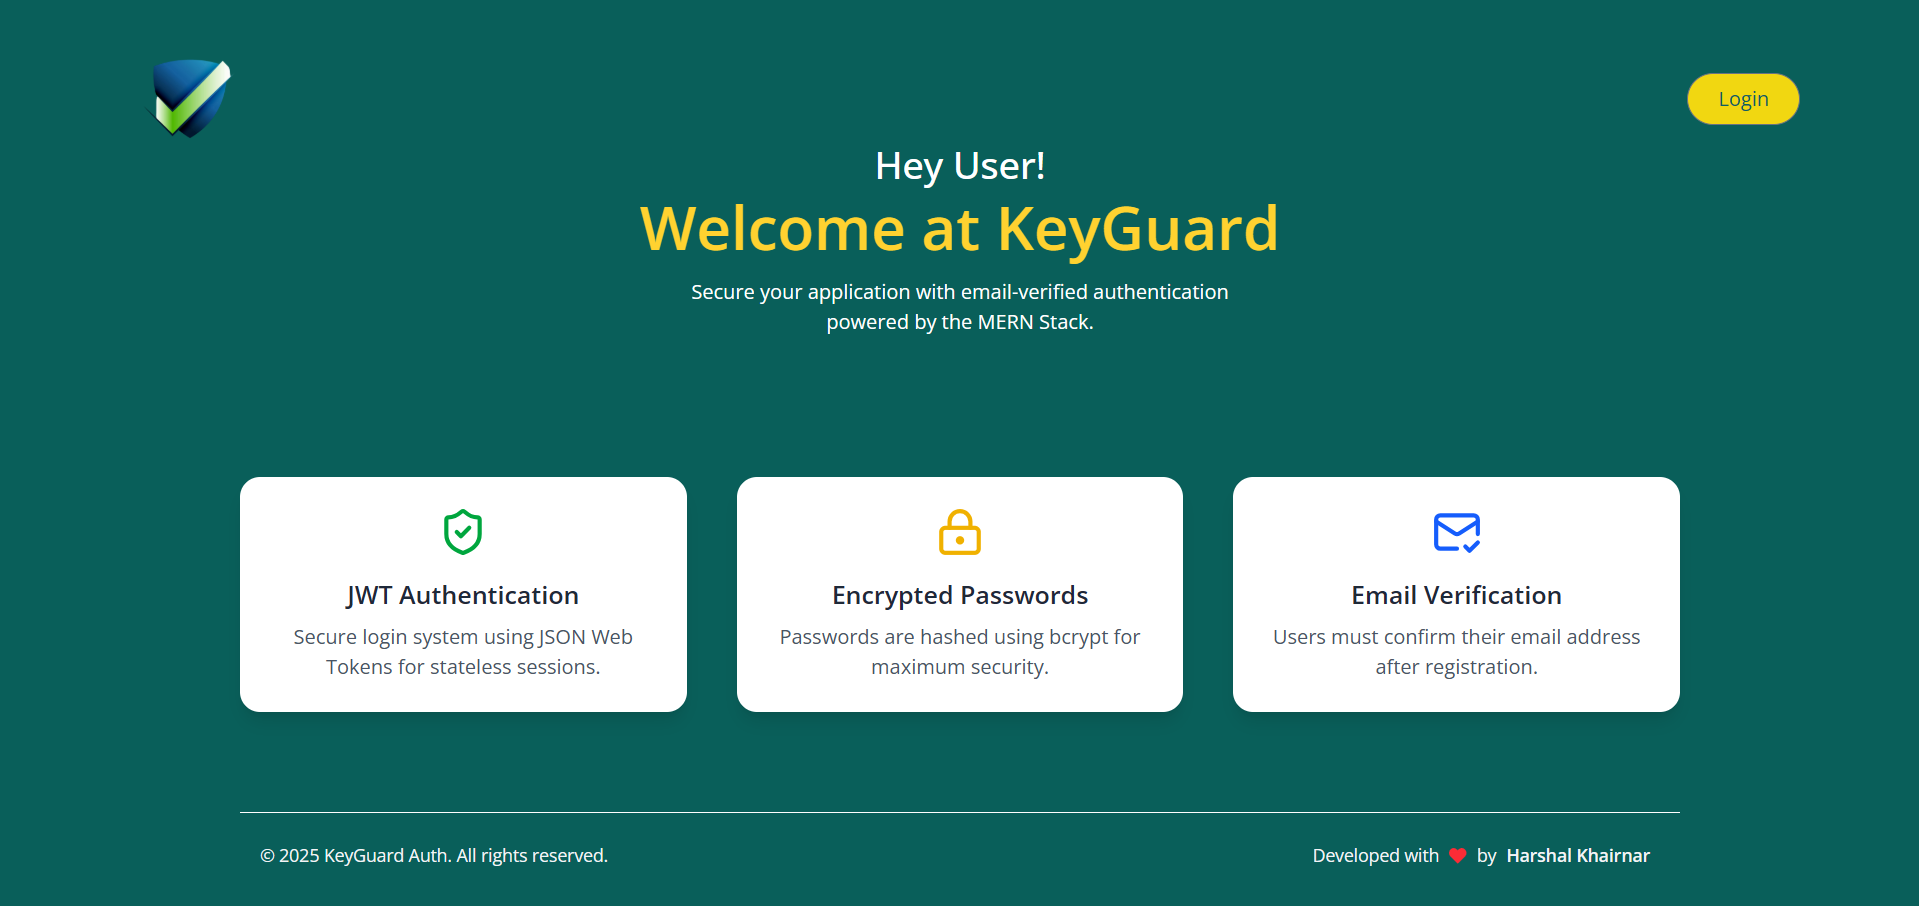 Login
Hey User!
Welcome at KeyGuard
Secure your application with email-verified authentication
powered by the MERN Stack.
JWT Authentication
Secure login system using JSON Web
Tokens for stateless sessions.
Encrypted Passwords
Passwords are hashed using bcrypt for
maximum security.
Email Verification
Users must confirm their email address
after registration.
© 2025 KeyGuard Auth. All rights reserved.
Developed with ❤ by Harshal Khairnar